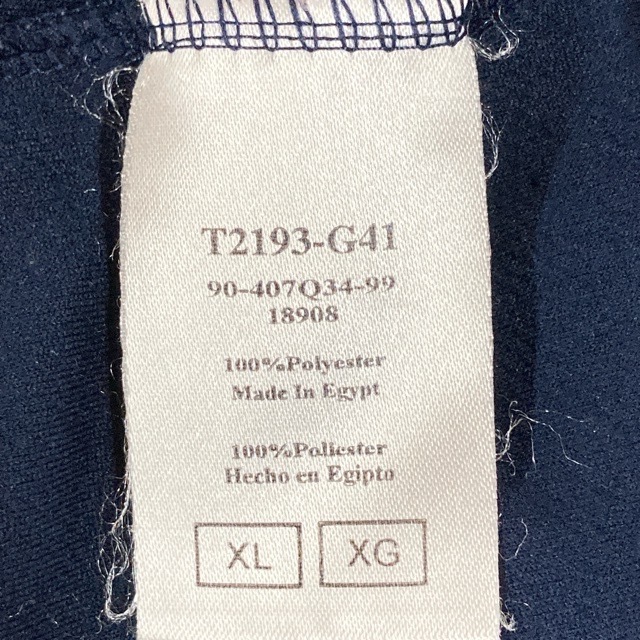 T2193-G41
90-407Q34-99
18908
100%Polyester
Made In Egypt
100%Poliester
Hecho en Egipto
XL XG